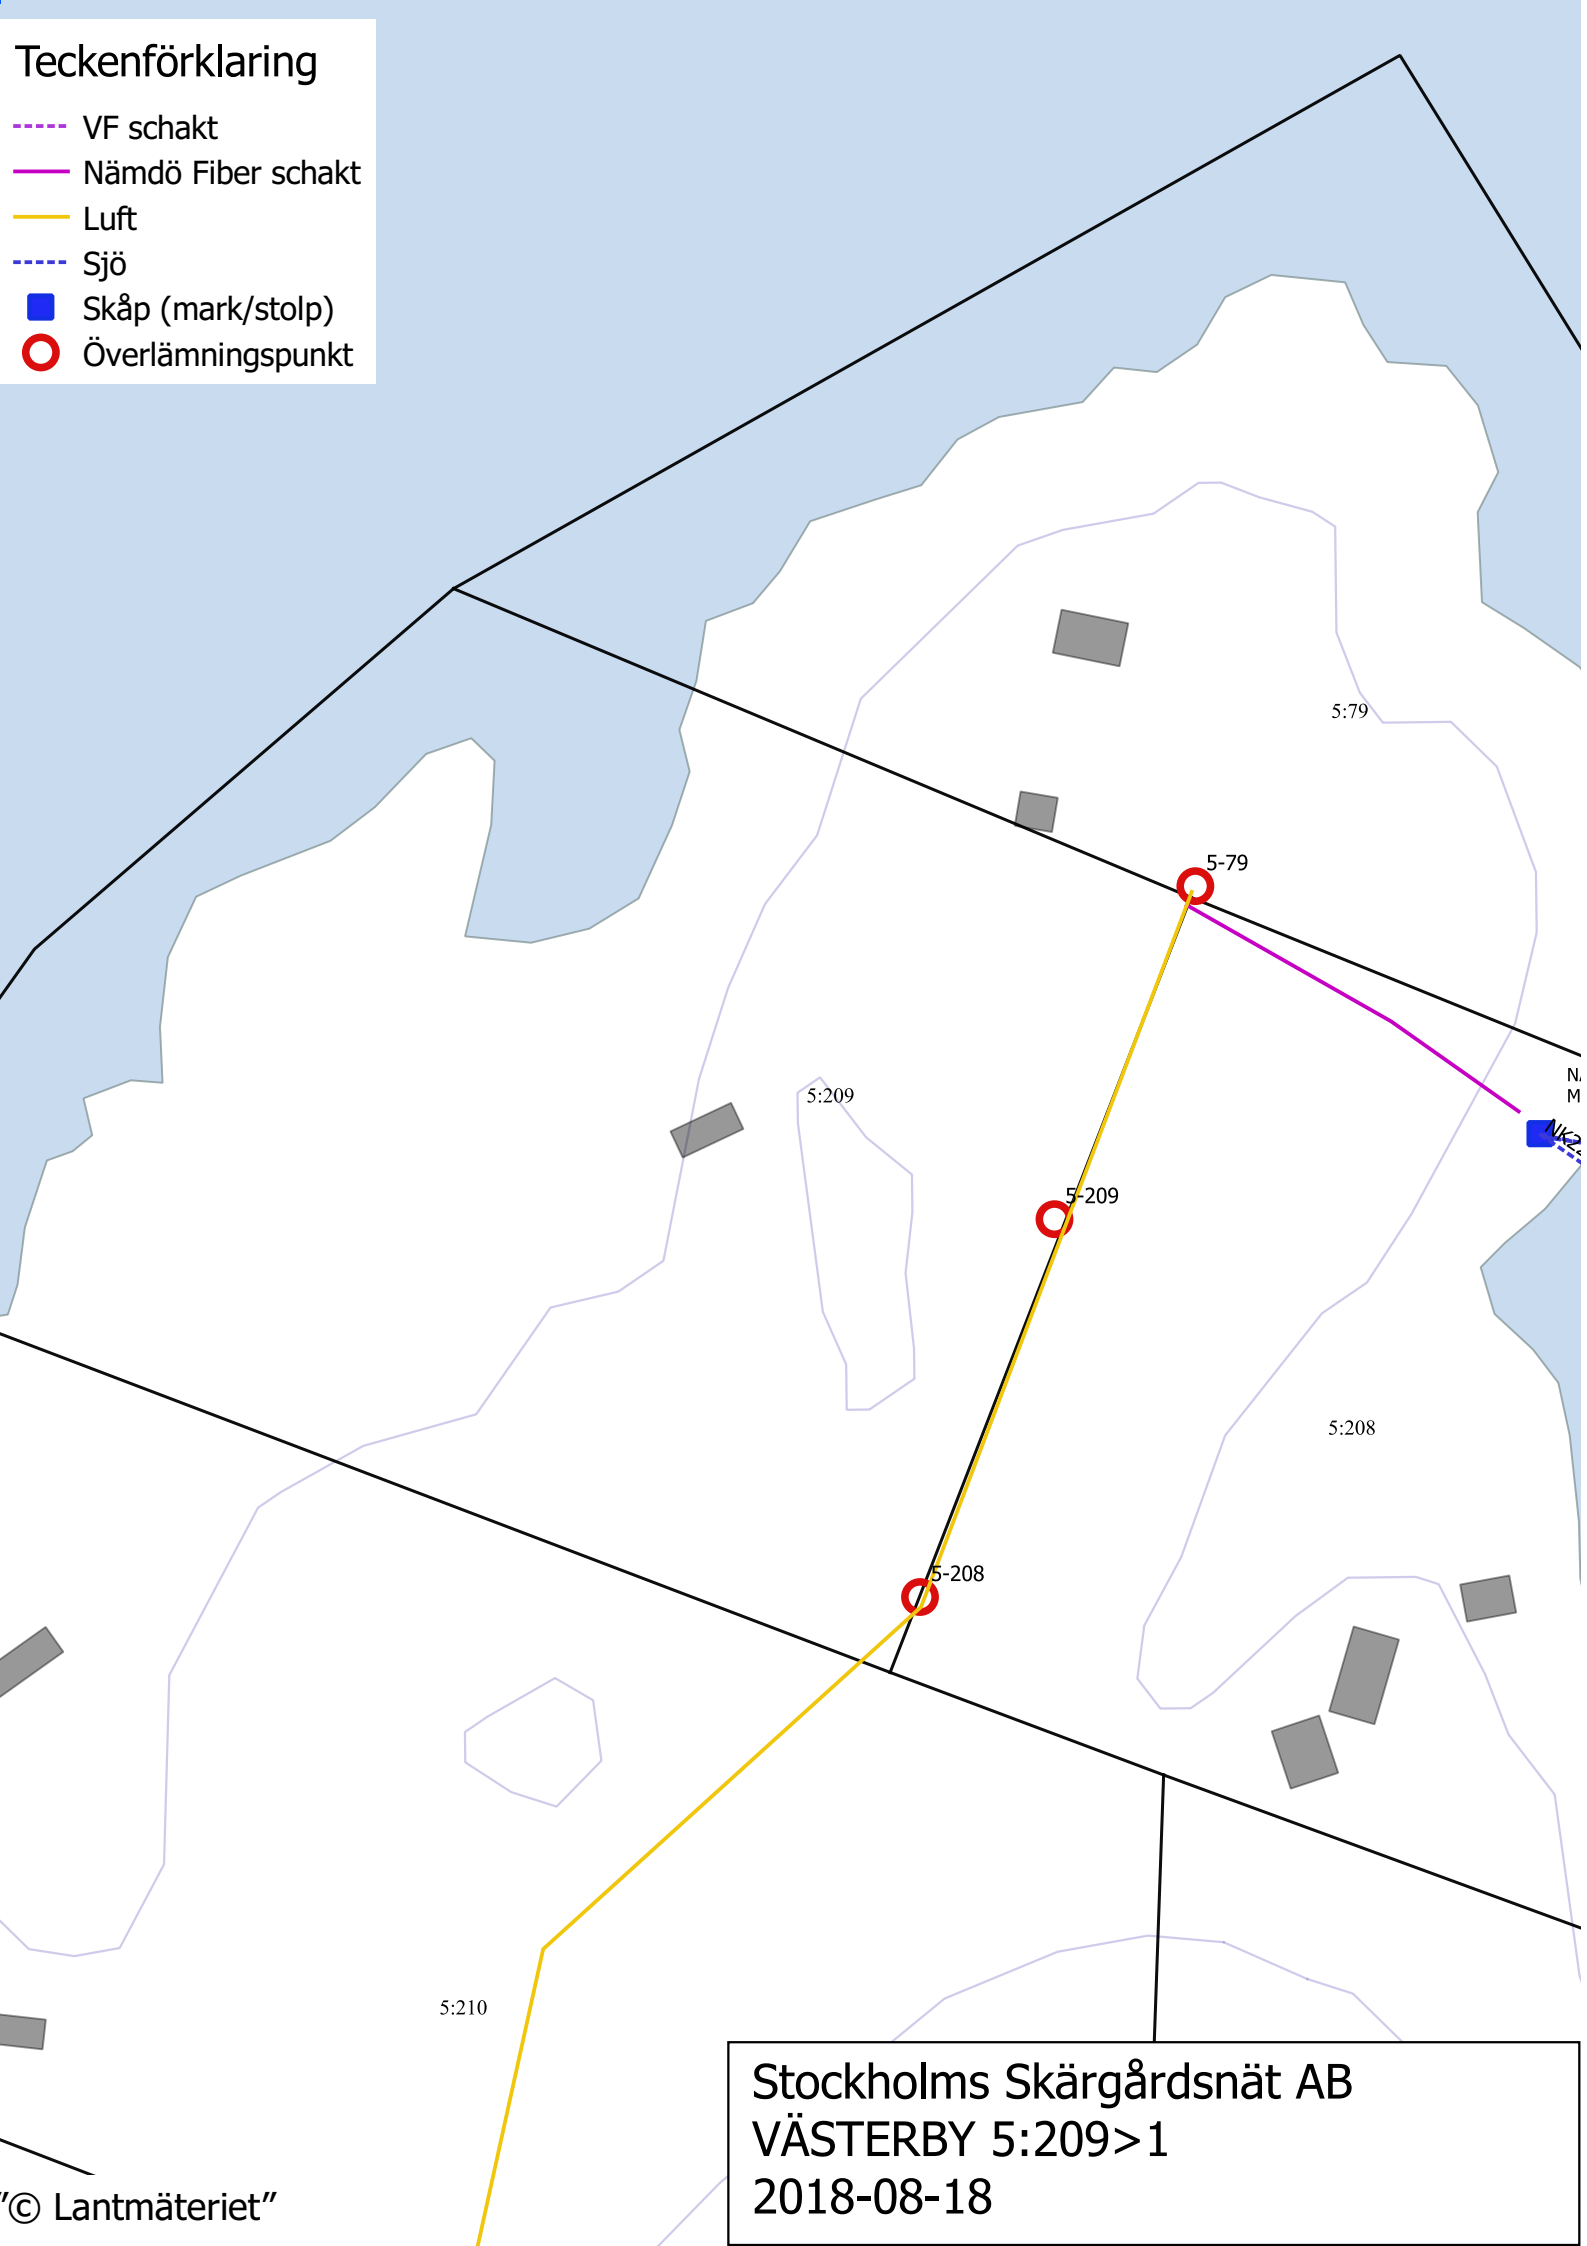 Teckenförklaring
VF schakt
Nämdö Fiber schakt
Luft
Sjö
Skåp (mark/stolp)
Överlämningspunkt
5:79
5-79
5:209
5-209
5:208
5-208
5:210
Stockholms Skärgårdsnät AB
VÄSTERBY 5:209>1
2018-08-18
"© Lantmäteriet"